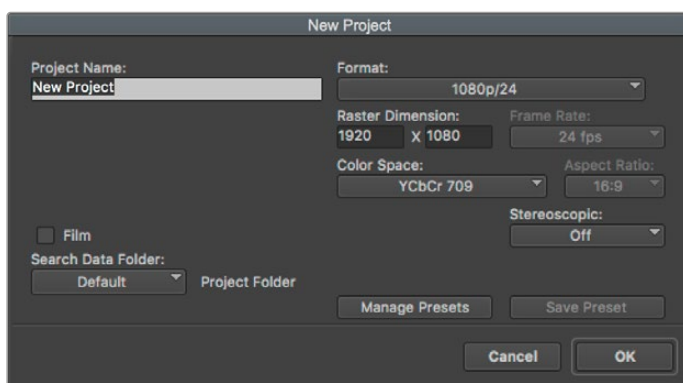 New Project
Project Name:
New Project
Format:
1080p/24
Raster Dimension:
1920 X 1080
Frame Rate:
24 fps
Color Space:
YCbCr 709
Aspect Ratio:
16:9
Stereoscopic:
Off
Film
Search Data Folder:
Default Project Folder
Manage Presets Save Preset
Cancel OK